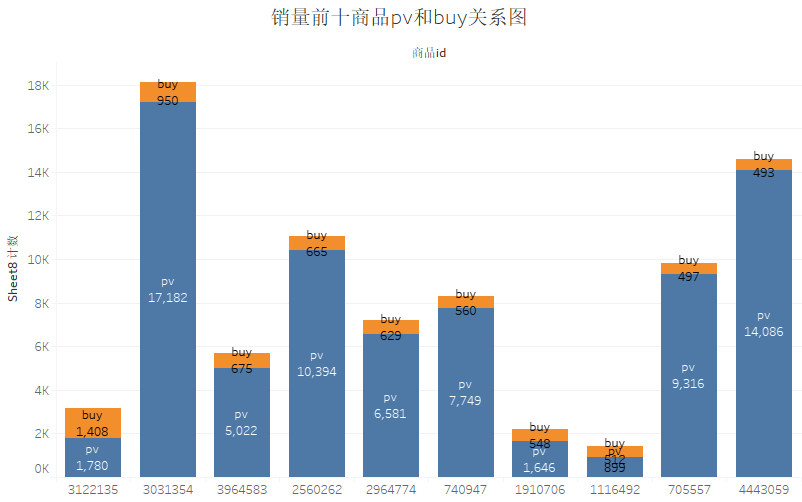 销量前十商品pv和buy关系图
商品id
Sheet8 计数
18K
16K
14K
12K
10K
8K
6K
4K
2K
0K
buy
1,408
pv
1,780
buy
950
pv
17,182
buy
675
pv
5,022
buy
665
pv
10,394
buy
629
pv
6,581
buy
560
pv
7,749
buy
548
pv
1,646
buy
512
pv
899
buy
497
pv
9,316
buy
493
pv
14,086
3122135 3031354 3964583 2560262 2964774 740947 1910706 1116492 705557 4443059